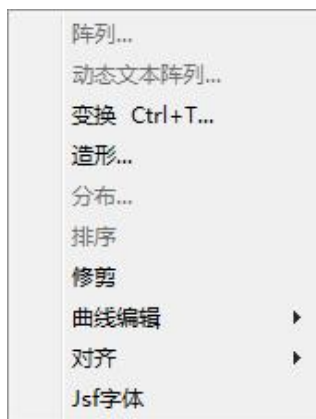 阵列...
动态文本阵列...
变换 Ctrl+T...
造形...
分布...
排序
修剪
曲线编辑
对齐
Jsf字体